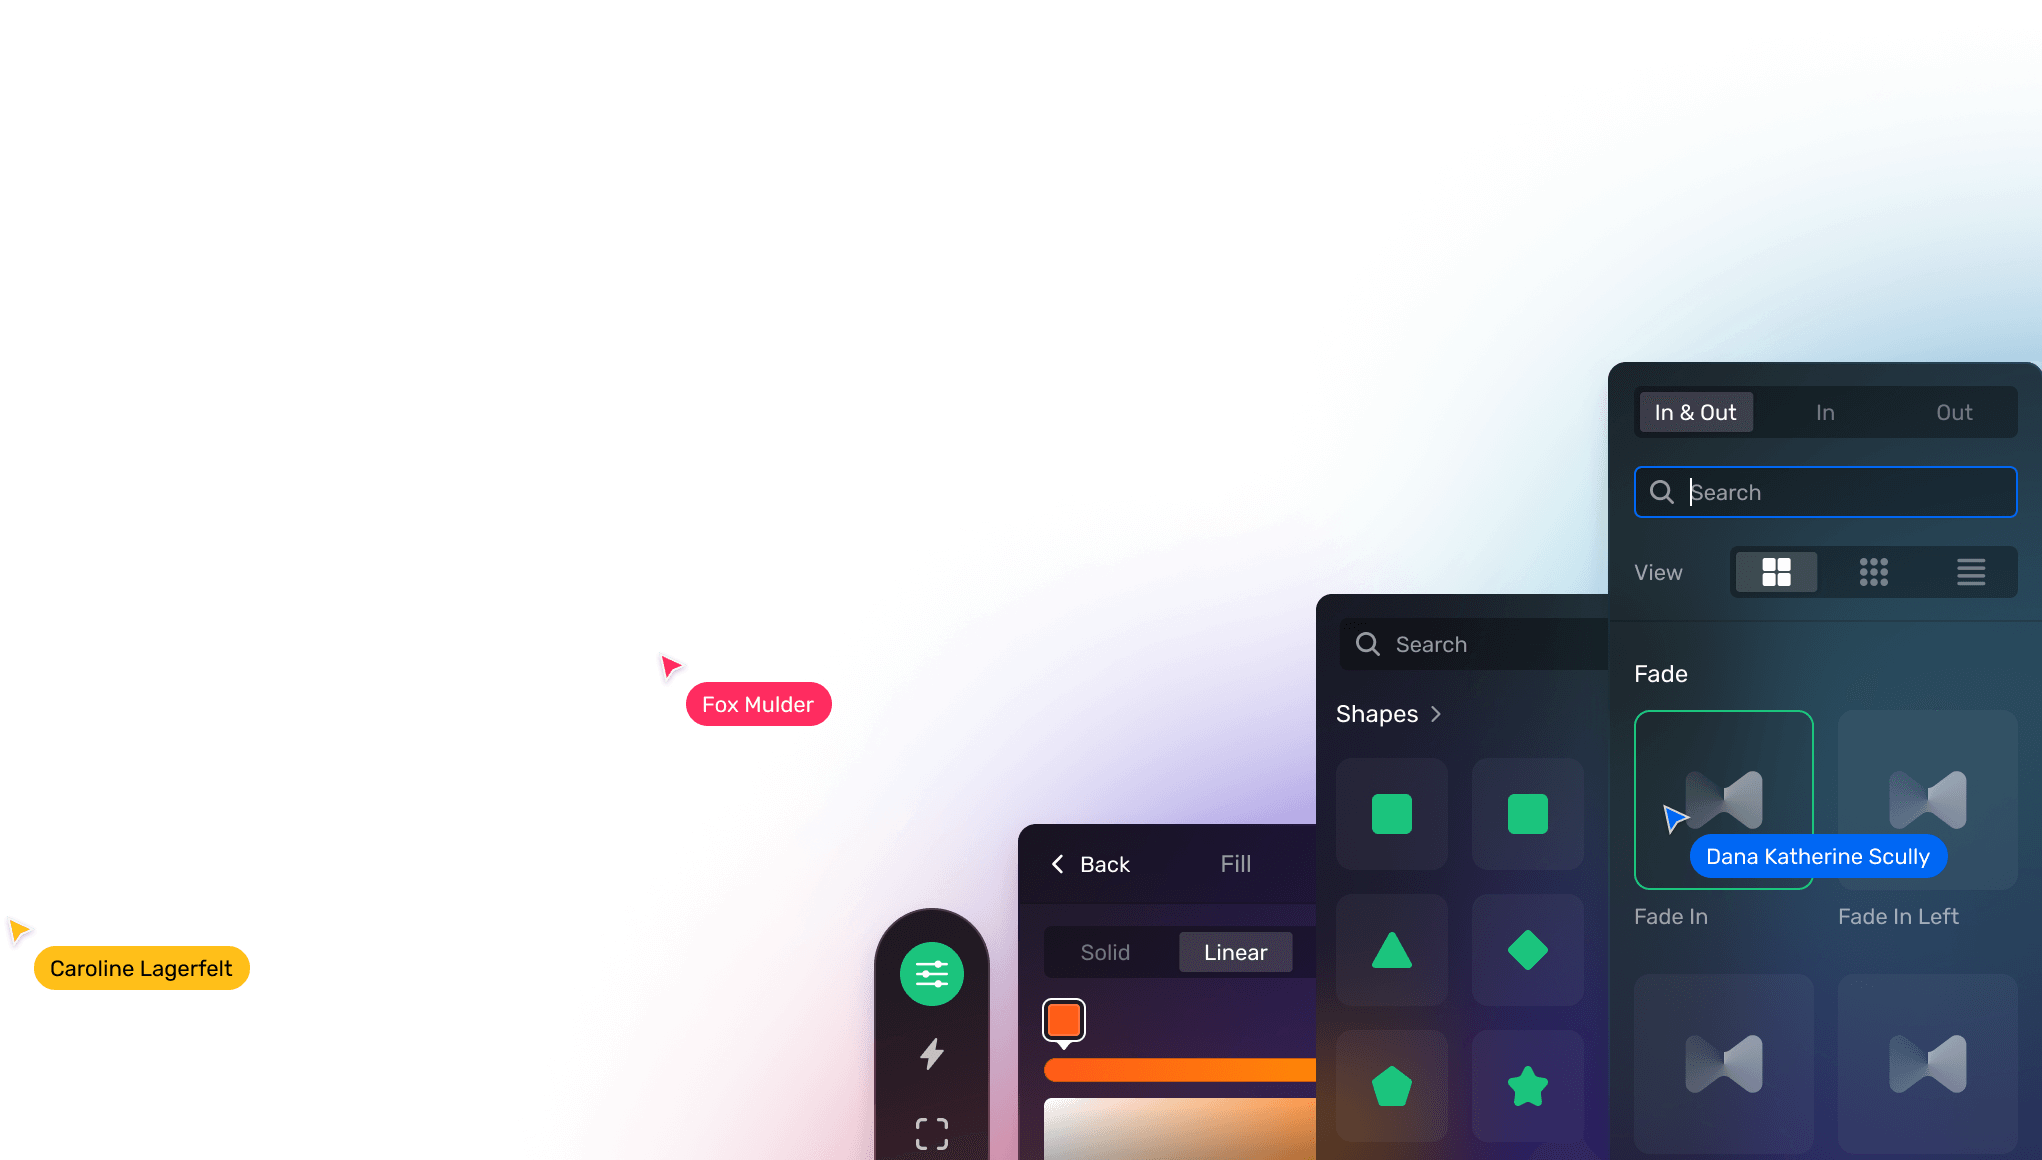 In & Out
In
Out
Search
View
Search
Fade
Fox Mulder
Shapes
Back
Fill
Dana Katherine Scully
Fade In
Fade In Left
Solid
Linear
Caroline Lagerfelt